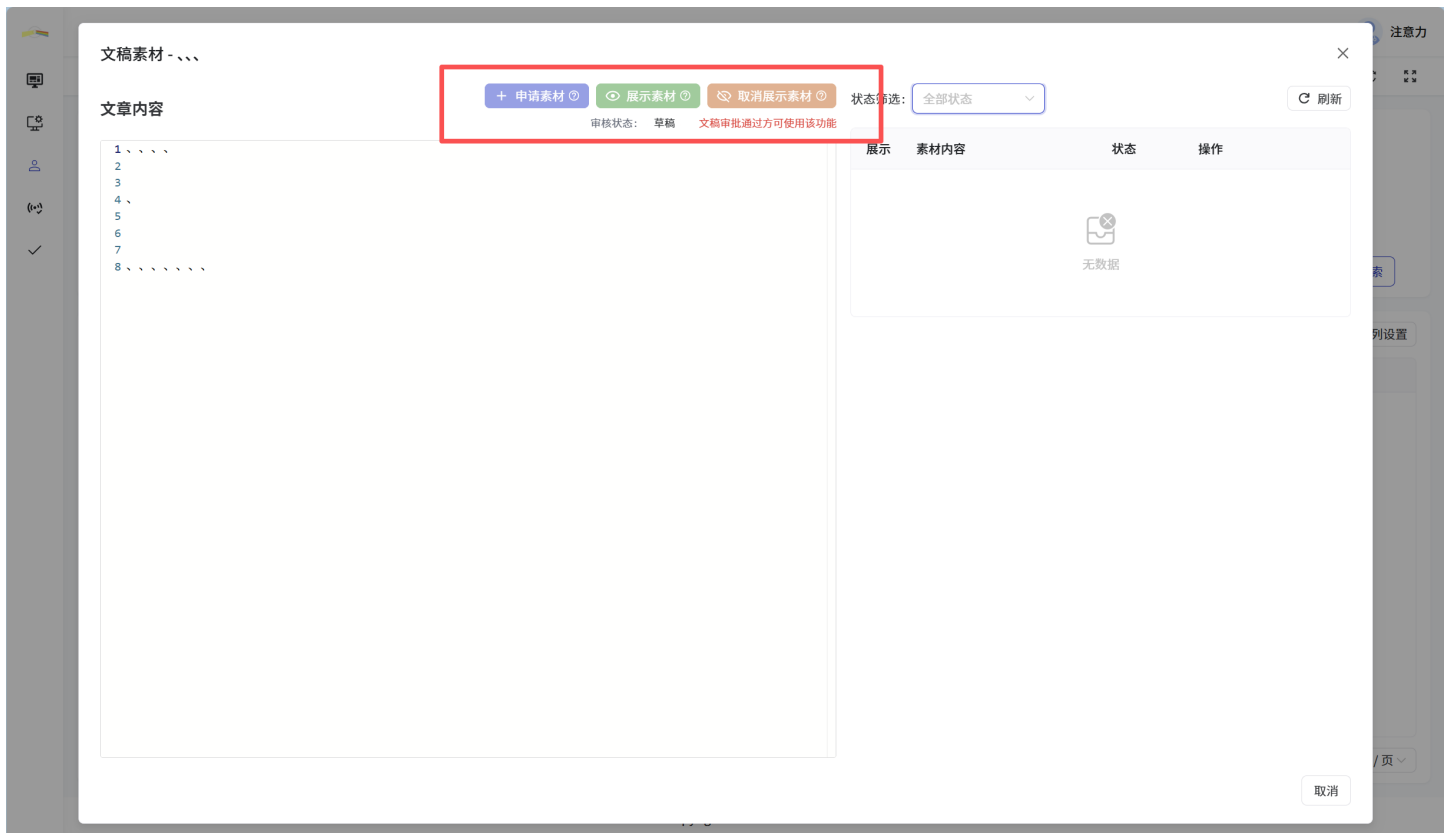 注意力
文稿素材 - 、、、
文章内容
申请素材
展示素材
取消展示素材
审核状态： 草稿 文稿审批通过方可使用该功能
状态筛选：
全部状态
刷新
1 、、、、
2
3
4 、
5
6
7
8 、、、、、、、
展示 素材内容 状态 操作
无数据
索
列设置
/ 页
取消